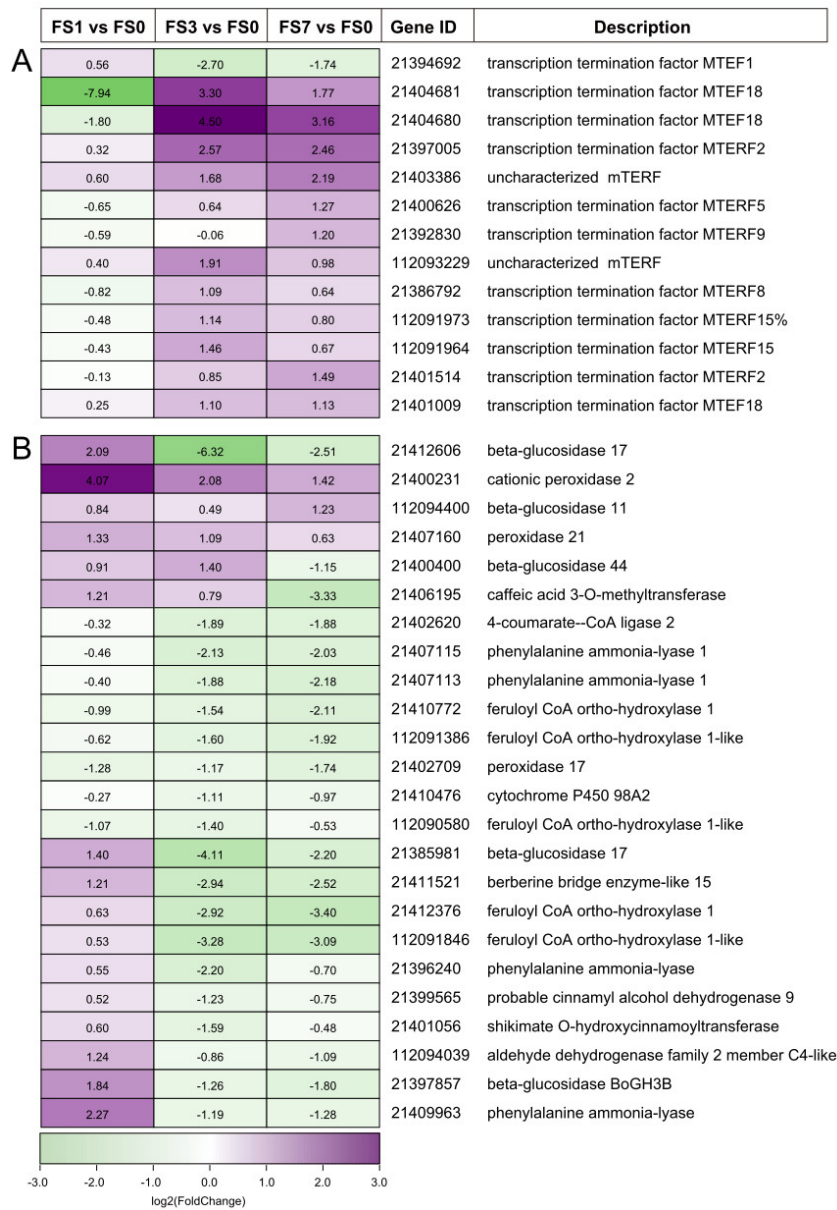 FS1 vs FS0 FS3 vs FS0 FS7 vs FS0 Gene ID Description
A
0.56 -2.70 -1.74 21394692 transcription termination factor MTEF1
-7.94 3.30 1.77 21404681 transcription termination factor MTEF18
-1.80 4.50 3.16 21404680 transcription termination factor MTEF18
0.32 2.57 2.46 21397005 transcription termination factor MTERF2
0.60 1.68 2.19 21403386 uncharacterized mTERF
-0.65 0.64 1.27 21400626 transcription termination factor MTERF5
-0.59 -0.06 1.20 21392830 transcription termination factor MTERF9
0.40 1.91 0.98 112093229 uncharacterized mTERF
-0.82 1.09 0.64 21386792 transcription termination factor MTERF8
-0.48 1.14 0.80 112091973 transcription termination factor MTERF15%
-0.43 1.46 0.67 112091964 transcription termination factor MTERF15
-0.13 0.85 1.49 21401514 transcription termination factor MTERF2
0.25 1.10 1.13 21401009 transcription termination factor MTEF18
B
2.09 -6.32 -2.51 21412606 beta-glucosidase 17
4.07 2.08 1.42 21400231 cationic peroxidase 2
0.84 0.49 1.23 112094400 beta-glucosidase 11
1.33 1.09 0.63 21407160 peroxidase 21
0.91 1.40 -1.15 21400400 beta-glucosidase 44
1.21 0.79 -3.33 21406195 caffeic acid 3-O-methyltransferase
-0.32 -1.89 -1.88 21402620 4-coumarate--CoA ligase 2
-0.46 -2.13 -2.03 21407115 phenylalanine ammonia-lyase 1
-0.40 -1.88 -2.18 21407113 phenylalanine ammonia-lyase 1
-0.99 -1.54 -2.11 21410772 feruloyl CoA ortho-hydroxylase 1
-0.62 -1.60 -1.92 112091386 feruloyl CoA ortho-hydroxylase 1-like
-1.28 -1.17 -1.74 21402709 peroxidase 17
-0.27 -1.11 -0.97 21410476 cytochrome P450 98A2
-1.07 -1.40 -0.53 112090580 feruloyl CoA ortho-hydroxylase 1-like
1.40 -4.11 -2.20 21385981 beta-glucosidase 17
1.21 -2.94 -2.52 21411521 berberine bridge enzyme-like 15
0.63 -2.92 -3.40 21412376 feruloyl CoA ortho-hydroxylase 1
0.53 -3.28 -3.09 112091846 feruloyl CoA ortho-hydroxylase 1-like
0.55 -2.20 -0.70 21396240 phenylalanine ammonia-lyase
0.52 -1.23 -0.75 21399565 probable cinnamyl alcohol dehydrogenase 9
0.60 -1.59 -0.48 21401056 shikimate O-hydroxycinnamoyltransferase
1.24 -0.86 -1.09 112094039 aldehyde dehydrogenase family 2 member C4-like
1.84 -1.26 -1.80 21397857 beta-glucosidase BoGH3B
2.27 -1.19 -1.28 21409963 phenylalanine ammonia-lyase
-3.0 -2.0 -1.0 0.0 1.0 2.0 3.0
log2(FoldChange)